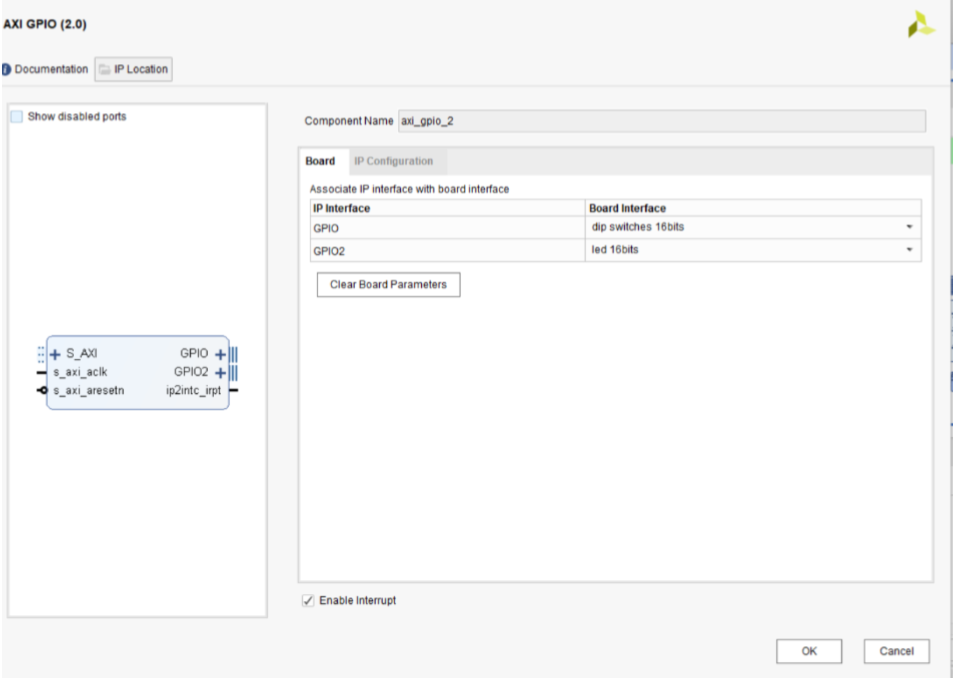 AXI GPIO (2.0)
Documentation IP Location
Show disabled ports
Component Name axi_gpio_2
Board IP Configuration
Associate IP interface with board interface
IP Interface Board Interface
GPIO dip switches 16bits
GPIO2 led 16bits
Clear Board Parameters
S_AXI GPIO
s_axi_aclk GPIO2
s_axi_aresetn ip2intc_irpt
Enable Interrupt
OK Cancel